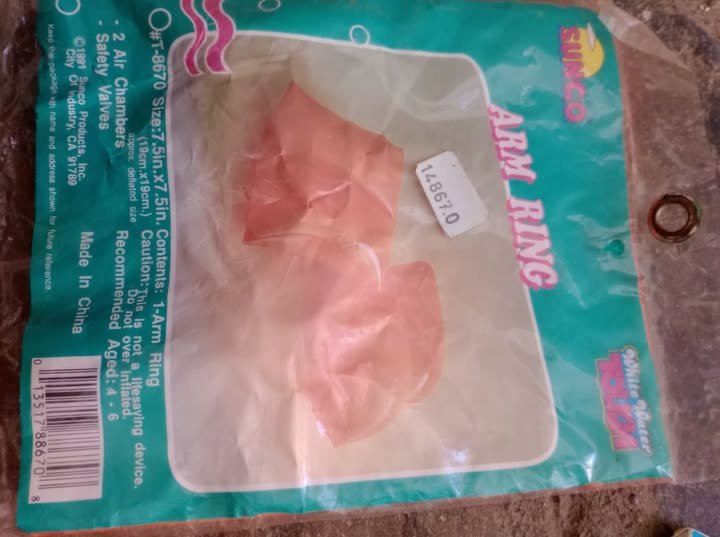 SUNCO
ARM RING
White Water
14867.0
#T-8670 Size:7.5in.x7.5in.
(19cm.x19cm.)
approx. deflated size
· 2 Air Chambers
· Safety Valves
Contents: 1-Arm Ring
Caution: This is not a lifesaving device.
Do not over inflated.
Recommended Aged: 4 - 6
©1991 Sunco Products, Inc.
City Of Industry, CA 91789
Made In China
Keep the package with name and address shown for future reference.
0 13517 88670 8